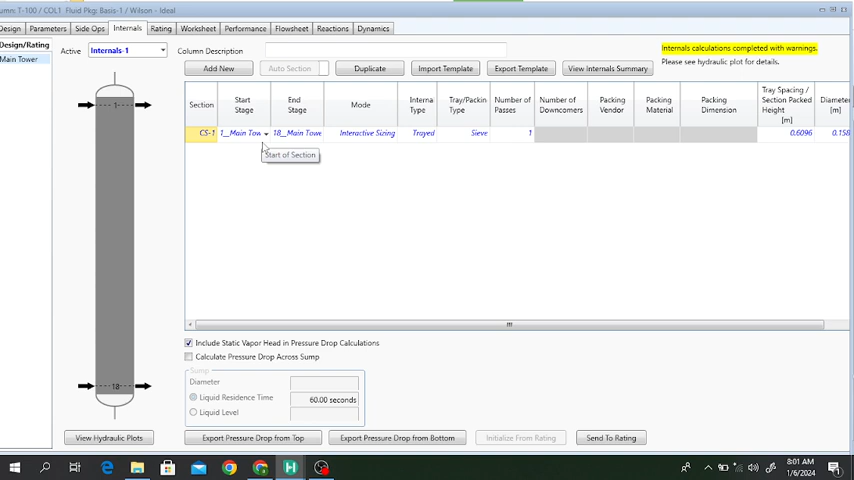 umn: T-100 / COL1 Fluid Pkg: Basis-1 / Wilson - Ideal
Design Parameters Side Ops Internals Rating Worksheet Performance Flowsheet Reactions Dynamics
Design/Rating
Main Tower
Active Internals-1 Column Description
Internals calculations completed with warnings.
Please see hydraulic plot for details.
Add New Auto Section Duplicate Import Template Export Template View Internals Summary
Section
Start Stage
End Stage
Mode
Interna Type
Tray/Packin Type
Number of Passes
Number of Downcomers
Packing Vendor
Packing Material
Packing Dimension
Tray Spacing / Section Packed Height [m]
Diameter [m]
CS-1 1__Main Tow 18__Main Towe Interactive Sizing Trayed Sieve 1 0.6096 0.158
Start of Section
1
18
Include Static Vapor Head in Pressure Drop Calculations
Calculate Pressure Drop Across Sump
Sump
Diameter
Liquid Residence Time 60.00 seconds
Liquid Level
View Hydraulic Plots Export Pressure Drop from Top Export Pressure Drop from Bottom Initialize From Rating Send To Rating
8:01 AM
1/6/2024